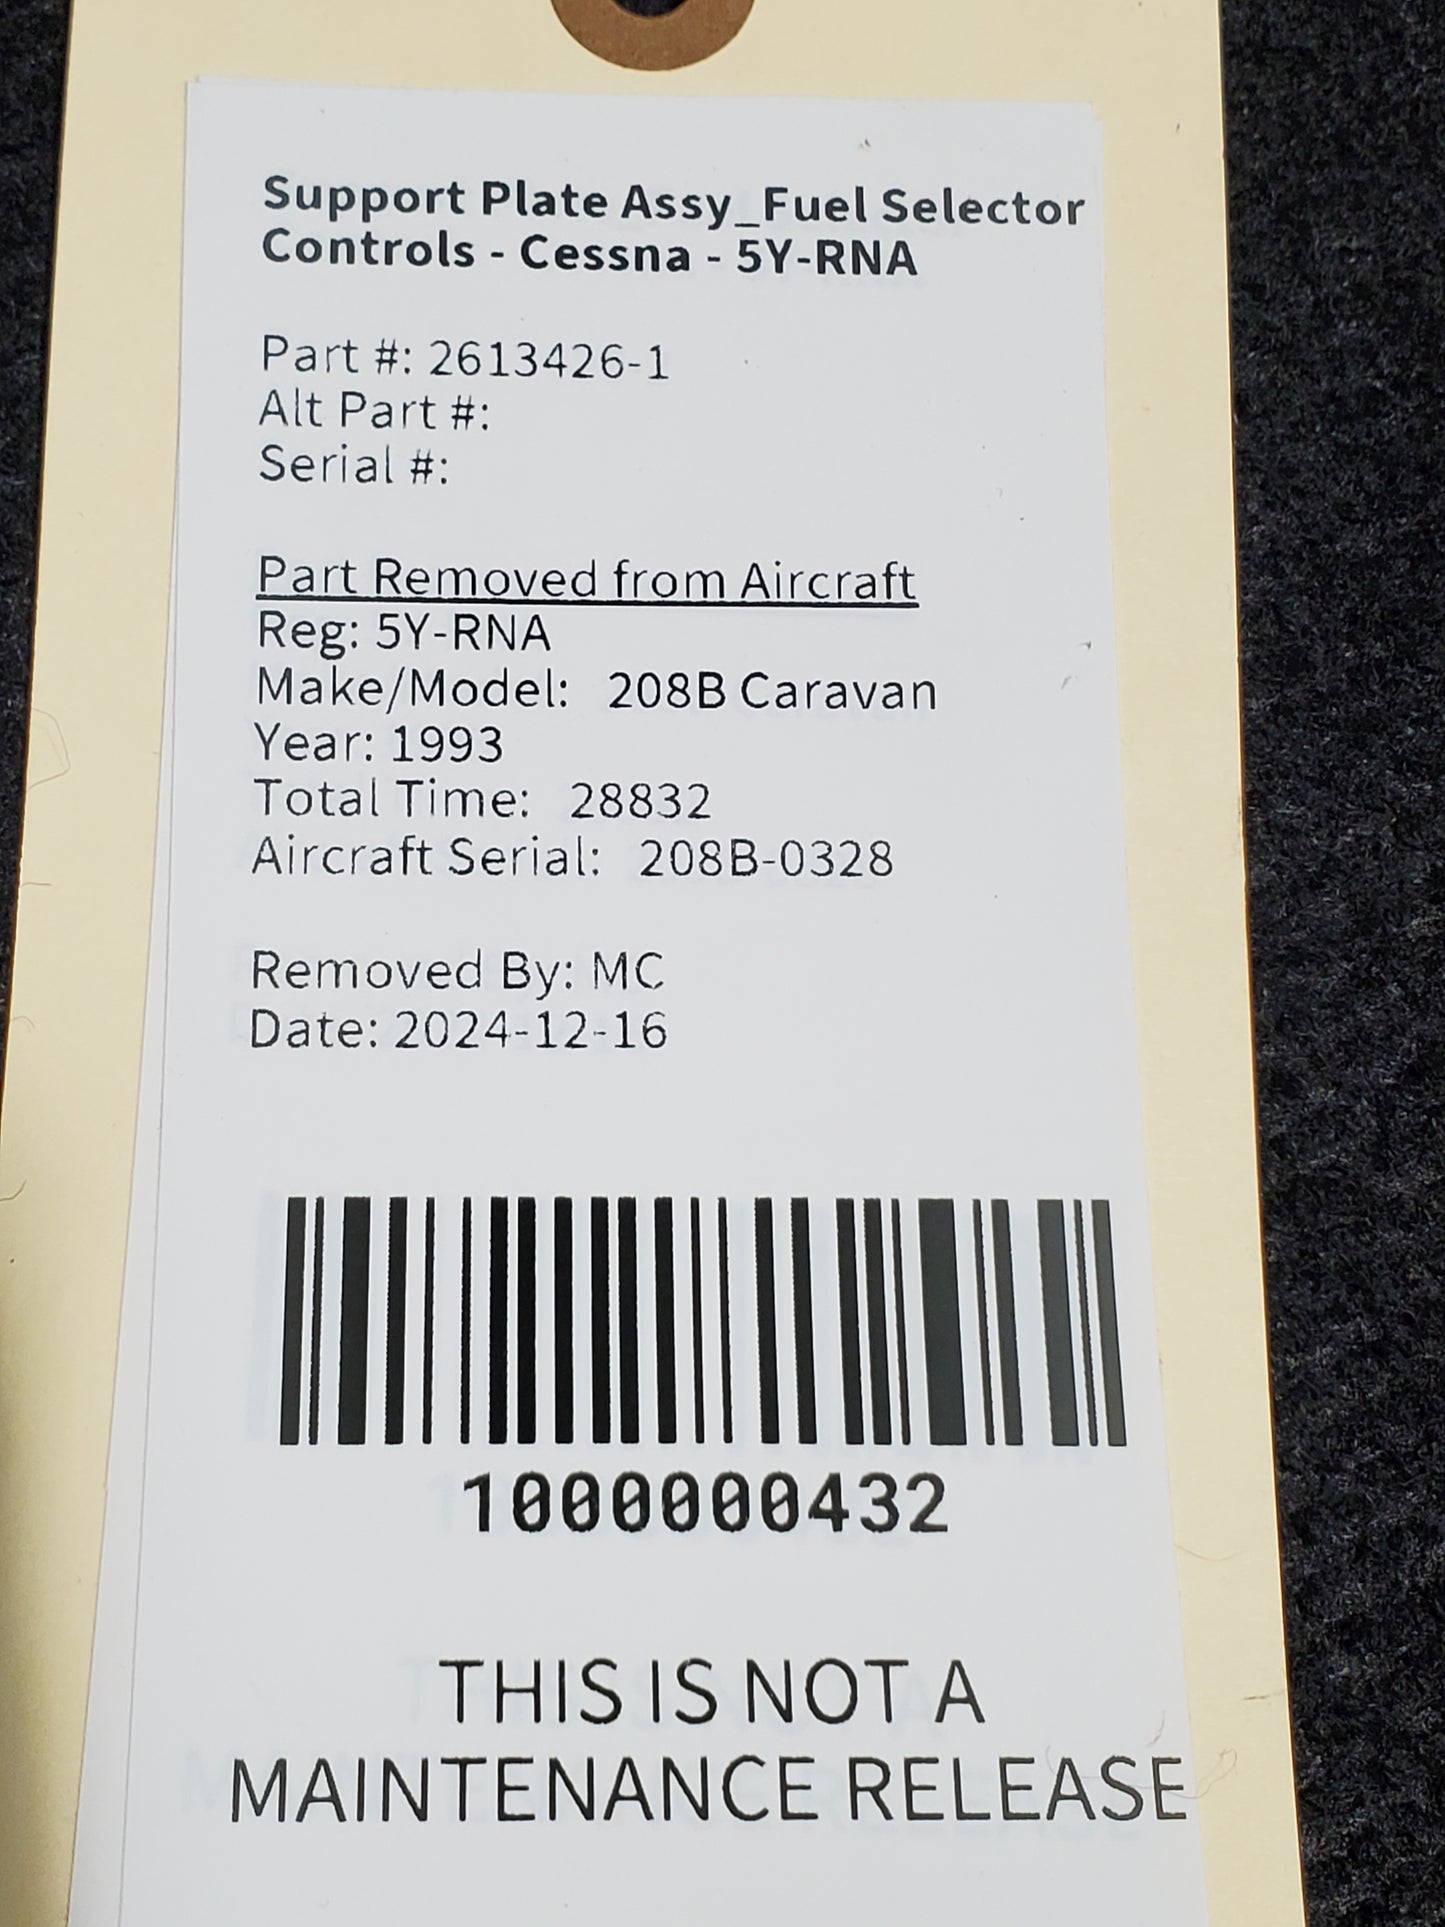 Support Plate Assy_Fuel Selector
Controls - Cessna - 5Y-RNA
Part #: 2613426-1
Alt Part #:
Serial #:
Part Removed from Aircraft
Reg: 5Y-RNA
Make/Model: 208B Caravan
Year: 1993
Total Time: 28832
Aircraft Serial: 208B-0328
Removed By: MC
Date: 2024-12-16
1000000432
THIS IS NOT A
MAINTENANCE RELEASE